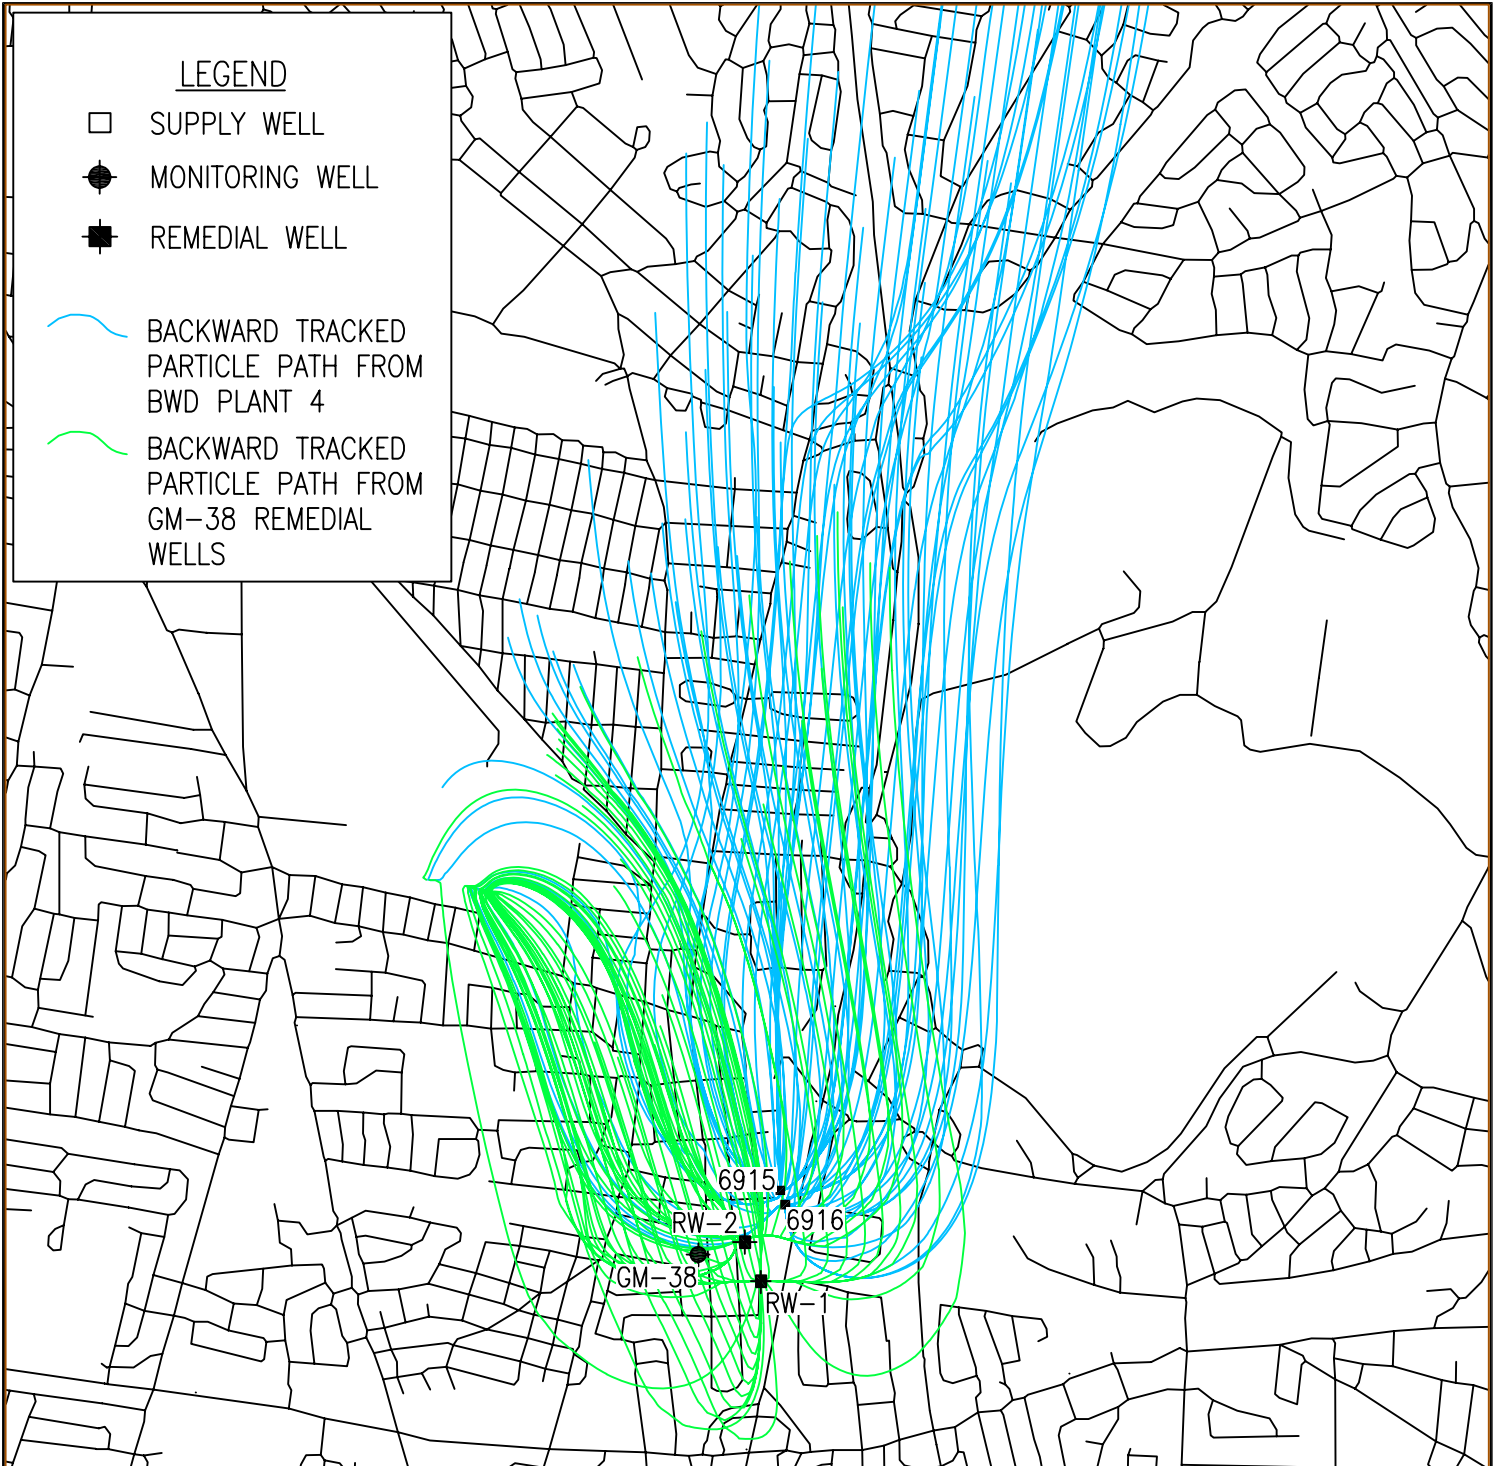 LEGEND
SUPPLY WELL
MONITORING WELL
REMEDIAL WELL
BACKWARD TRACKED
PARTICLE PATH FROM
BWD PLANT 4
BACKWARD TRACKED
PARTICLE PATH FROM
GM-38 REMEDIAL
WELLS
6915
6916
RW-2
GM-38
RW-1